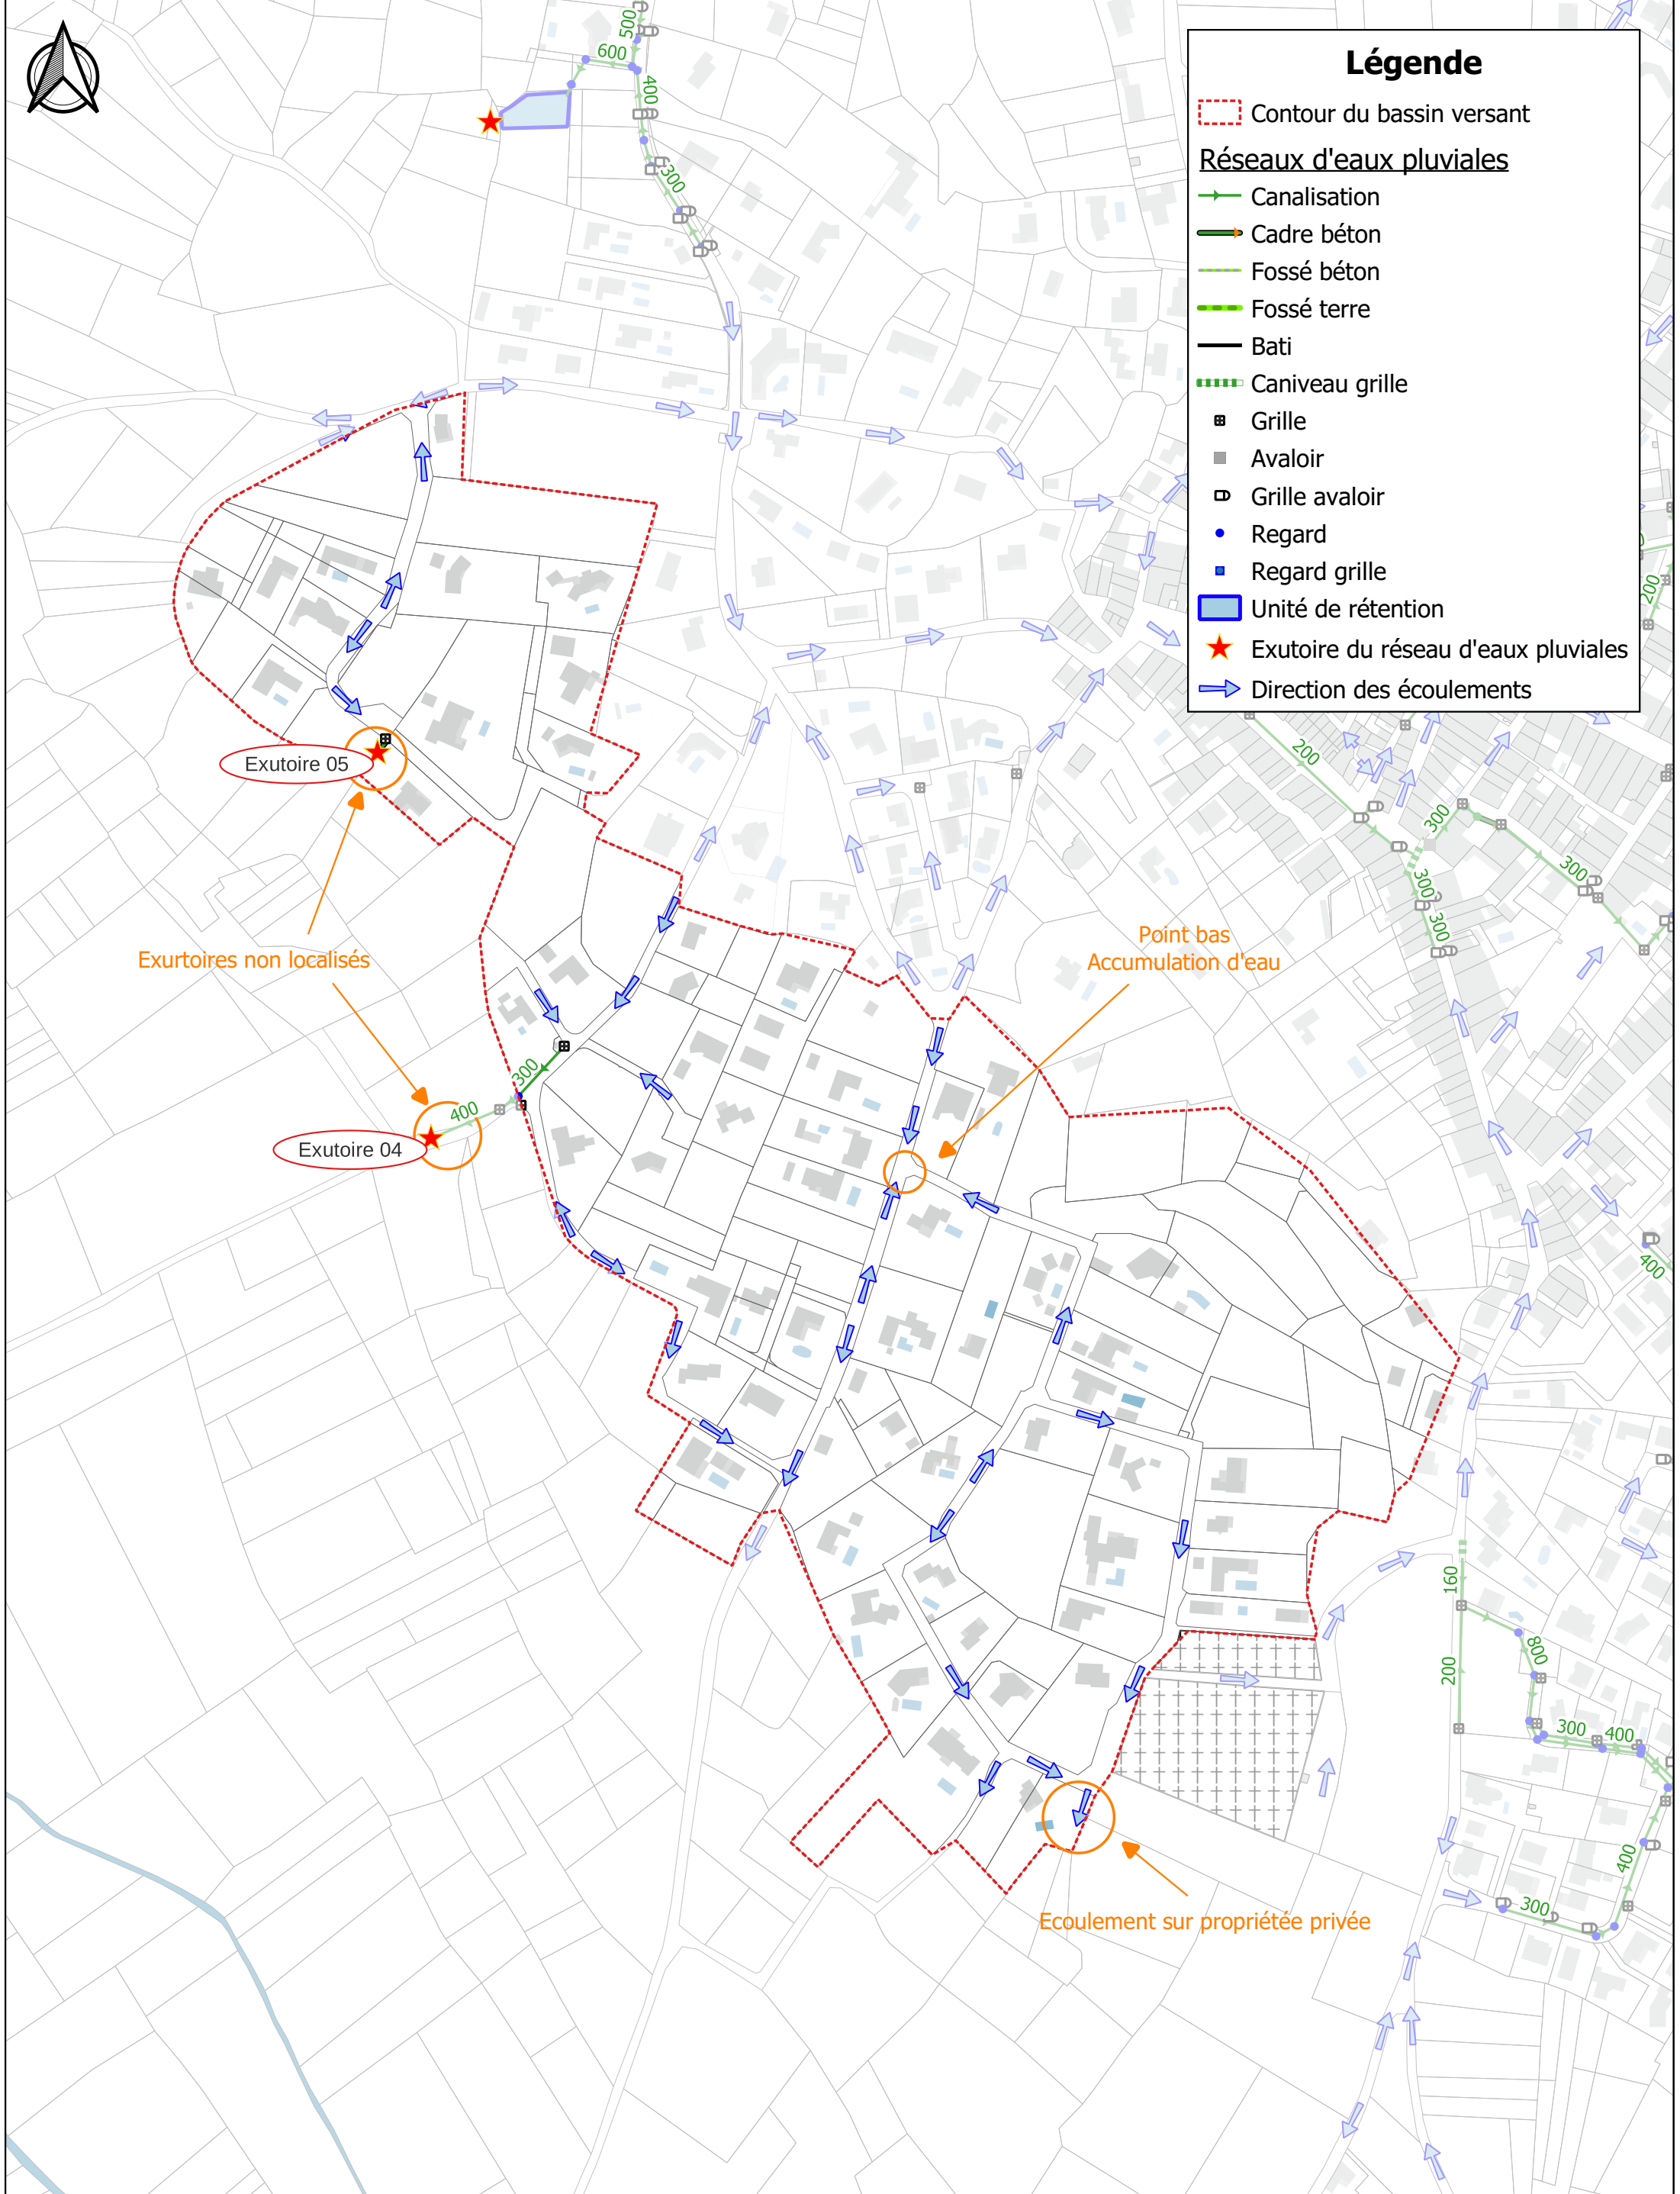 Légende
Contour du bassin versant
Réseaux d'eaux pluviales
Canalisation
Cadre béton
Fossé béton
Fossé terre
Bati
Caniveau grille
Grille
Avaloir
Grille avaloir
Regard
Regard grille
Unité de rétention
Exutoire du réseau d'eaux pluviales
Direction des écoulements
500
600
400
300
200
200
300
300
300
300
Exutoire 05
Exurtoires non localisés
Point bas
Accumulation d'eau
300
400
Exutoire 04
400
160
200
800
300
400
400
300
Ecoulement sur propriétée privée